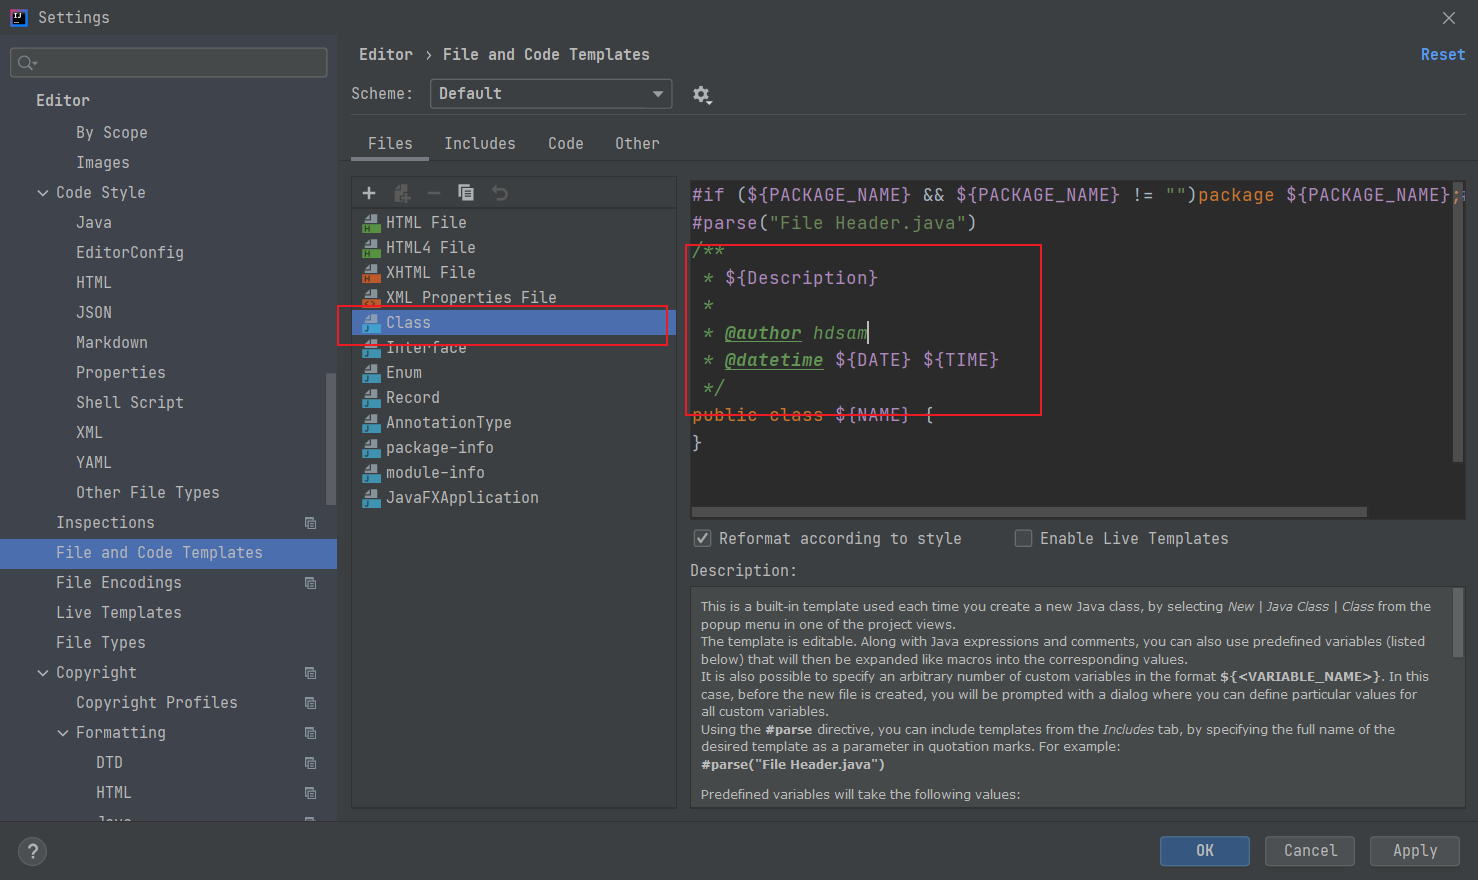 Settings
Editor
By Scope
Images
Code Style
Java
EditorConfig
HTML
JSON
Markdown
Properties
Shell Script
XML
YAML
Other File Types
Inspections
File and Code Templates
File Encodings
Live Templates
File Types
Copyright
Copyright Profiles
Formatting
DTD
HTML
Java
Editor › File and Code Templates
Reset
Scheme: Default
Files Includes Code Other
HTML File
HTML4 File
XHTML File
XML Properties File
Class
Interface
Enum
Record
AnnotationType
package-info
module-info
JavaFXApplication
#if (${PACKAGE_NAME} && ${PACKAGE_NAME} != "")package ${PACKAGE_NAME};
#parse("File Header.java")
/**
* ${Description}
*
* @author hdsam
* @datetime ${DATE} ${TIME}
*/
public class ${NAME} {
}
Reformat according to style Enable Live Templates
Description:
This is a built-in template used each time you create a new Java class, by selecting New | Java Class | Class from the
popup menu in one of the project views.
The template is editable. Along with Java expressions and comments, you can also use predefined variables (listed
below) that will then be expanded like macros into the corresponding values.
It is also possible to specify an arbitrary number of custom variables in the format ${<VARIABLE_NAME>}. In this
case, before the new file is created, you will be prompted with a dialog where you can define particular values for
all custom variables.
Using the #parse directive, you can include templates from the Includes tab, by specifying the full name of the
desired template as a parameter in quotation marks. For example:
#parse("File Header.java")
Predefined variables will take the following values:
?
OK Cancel Apply